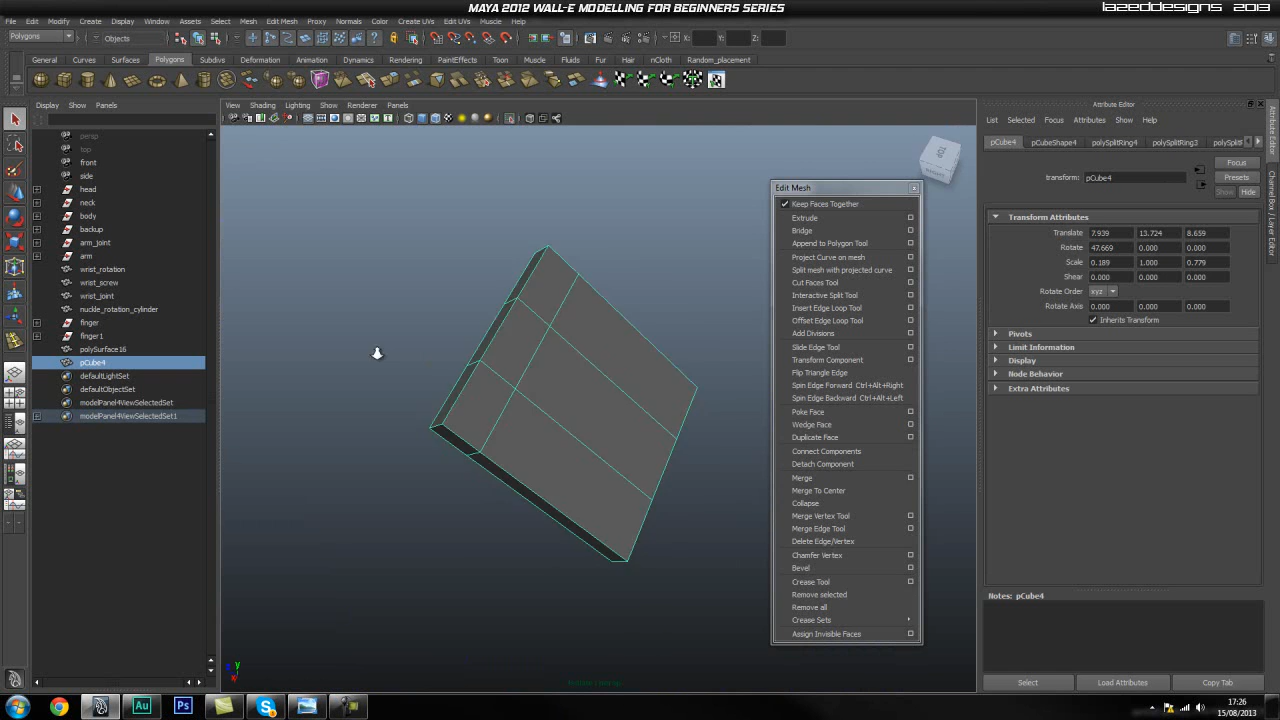 MAYA 2012 WALL-E MODELLING FOR BEGINNERS SERIES
LAZEDDESIGNS 2013
File Edit Modify Create Display Window Assets Select Mesh Edit Mesh Proxy Normals Color Create UVs Edit UVs Muscle Help
Polygons Objects X: Y: Z:
General Curves Surfaces Polygons Subdivs Deformation Animation Dynamics Rendering PaintEffects Toon Muscle Fluids Fur Hair nCloth Random_placement
Display Show Panels
View Shading Lighting Show Renderer Panels
Attribute Editor
List Selected Focus Attributes Show Help
persp
top
front
side
head
neck
body
backup
arm_joint
arm
wrist_rotation
wrist_screw
wrist_joint
nuckle_rotation_cylinder
finger
finger1
polySurface16
pCube4
defaultLightSet
defaultObjectSet
modelPanel4ViewSelectedSet
modelPanel4ViewSelectedSet1
TOP
y
Edit Mesh
Keep Faces Together
Extrude
Bridge
Append to Polygon Tool
Project Curve on mesh
Split mesh with projected curve
Cut Faces Tool
Interactive Split Tool
Insert Edge Loop Tool
Offset Edge Loop Tool
Add Divisions
Slide Edge Tool
Transform Component
Flip Triangle Edge
Spin Edge Forward Ctrl+Alt+Right
Spin Edge Backward Ctrl+Alt+Left
Poke Face
Wedge Face
Duplicate Face
Connect Components
Detach Component
Merge
Merge To Center
Collapse
Merge Vertex Tool
Merge Edge Tool
Delete Edge/Vertex
Chamfer Vertex
Bevel
Crease Tool
Remove selected
Remove all
Crease Sets
Assign Invisible Faces
pCube4 pCubeShape4 polySplitRing4 polySplitRing3 polySplitR
Focus
Presets
Show Hide
transform: pCube4
Transform Attributes
Translate 7.939 13.724 8.659
Rotate 47.669 0.000 0.000
Scale 0.189 1.000 0.779
Shear 0.000 0.000 0.000
Rotate Order xyz
Rotate Axis 0.000 0.000 0.000
Inherits Transform
Pivots
Limit Information
Display
Node Behavior
Extra Attributes
Notes: pCube4
Select Load Attributes Copy Tab
Attribute Editor
Channel Box / Layer Editor
Au
Ps
17:26
15/08/2013